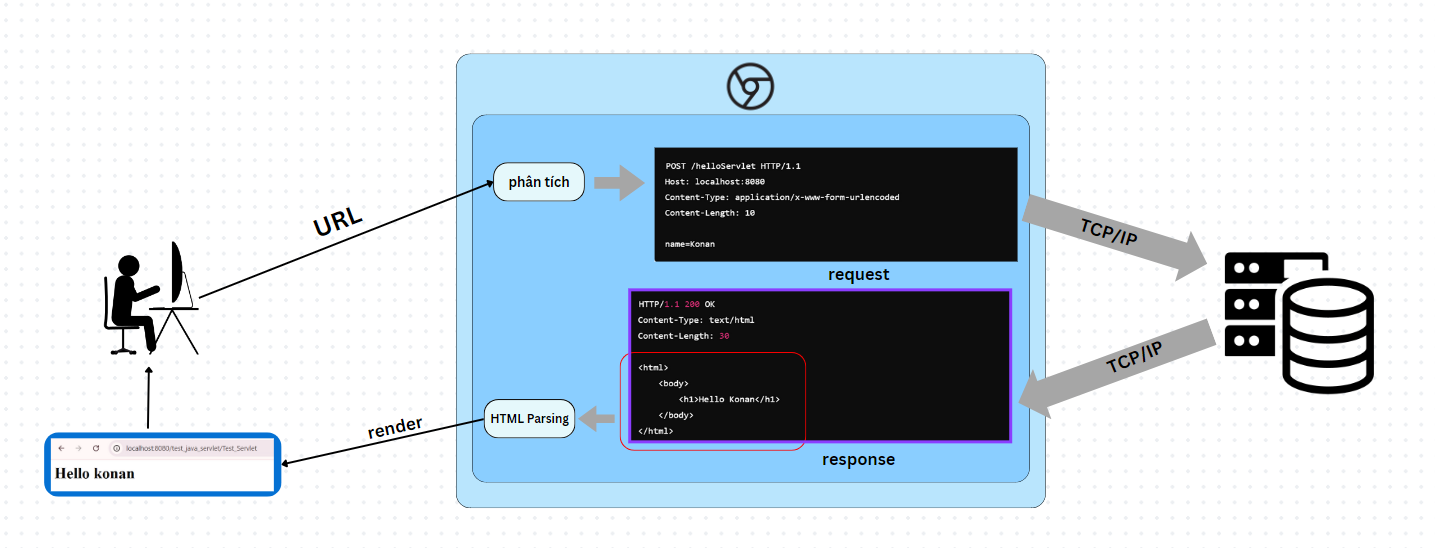 phân tích
POST /helloServlet HTTP/1.1
Host: localhost:8080
Content-Type: application/x-www-form-urlencoded
Content-Length: 10
name=Konan
URL
TCP/IP
request
HTTP/1.1 200 OK
Content-Type: text/html
Content-Length: 30
<html>
<body>
<h1>Hello Konan</h1>
</body>
</html>
TCP/IP
HTML Parsing
render
response
localhost:8080/test_java_servlet/Test_Servlet
Hello konan